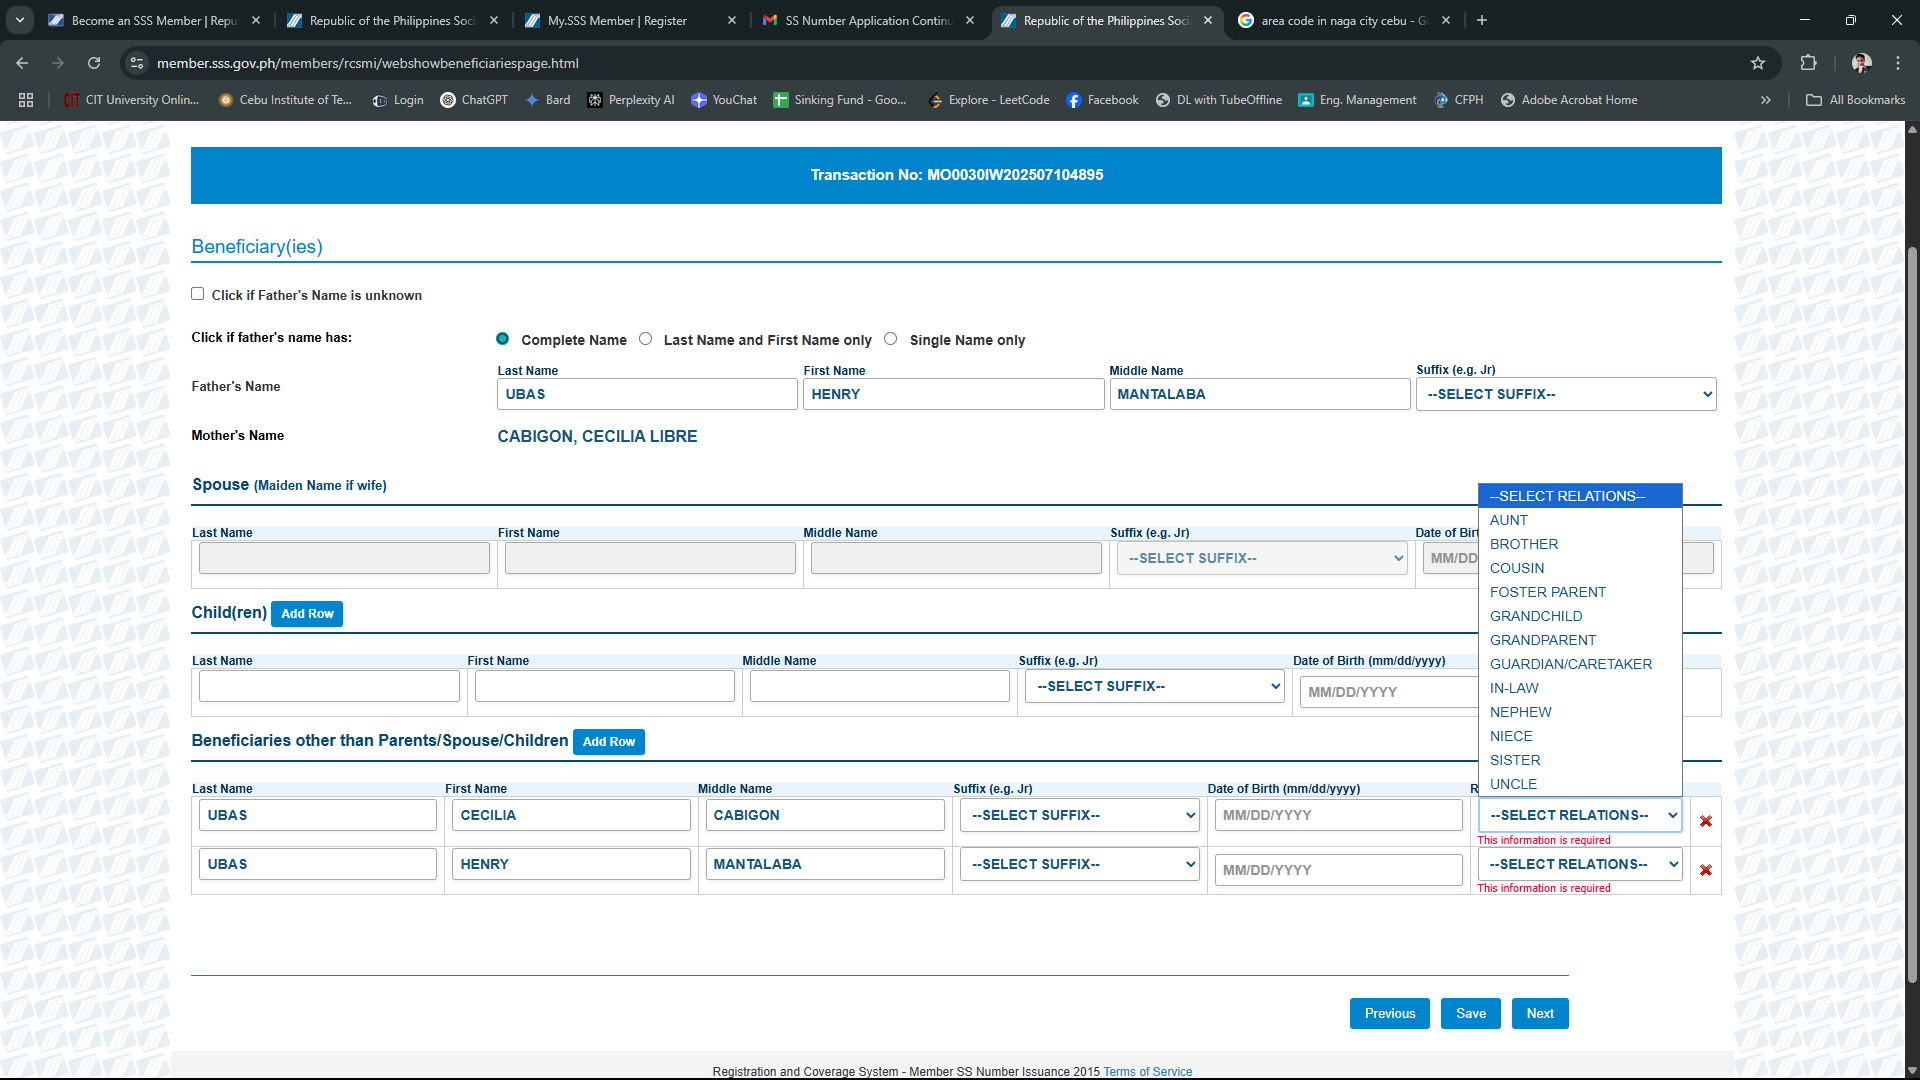 Become an SSS Member | Repu
Republic of the Philippines Soci
My.SSS Member | Register
SS Number Application Continu
Republic of the Philippines Soci
area code in naga city cebu - G
member.sss.gov.ph/members/rcsmi/webshowbeneficiariespage.html
CIT University Onlin...
Cebu Institute of Te...
Login
ChatGPT
Bard
Perplexity AI
YouChat
Sinking Fund - Goo...
Explore - LeetCode
Facebook
DL with TubeOffline
Eng. Management
CFPH
Adobe Acrobat Home
All Bookmarks
Transaction No: MO0030IW202507104895
Beneficiary(ies)
Click if Father's Name is unknown
Click if father's name has: Complete Name Last Name and First Name only Single Name only
Last Name First Name Middle Name Suffix (e.g. Jr)
Father's Name UBAS HENRY MANTALABA --SELECT SUFFIX--
Mother's Name CABIGON, CECILIA LIBRE
Spouse (Maiden Name if wife)
Last Name First Name Middle Name Suffix (e.g. Jr) Date of Birt
--SELECT SUFFIX-- MM/DD
Child(ren) Add Row
Last Name First Name Middle Name Suffix (e.g. Jr) Date of Birth (mm/dd/yyyy)
--SELECT SUFFIX-- MM/DD/YYYY
--SELECT RELATIONS--
AUNT
BROTHER
COUSIN
FOSTER PARENT
GRANDCHILD
GRANDPARENT
GUARDIAN/CARETAKER
IN-LAW
NEPHEW
NIECE
SISTER
UNCLE
Beneficiaries other than Parents/Spouse/Children Add Row
Last Name First Name Middle Name Suffix (e.g. Jr) Date of Birth (mm/dd/yyyy) R
UBAS CECILIA CABIGON --SELECT SUFFIX-- MM/DD/YYYY --SELECT RELATIONS--
This information is required
UBAS HENRY MANTALABA --SELECT SUFFIX-- MM/DD/YYYY --SELECT RELATIONS--
This information is required
Previous Save Next
Registration and Coverage System - Member SS Number Issuance 2015 Terms of Service